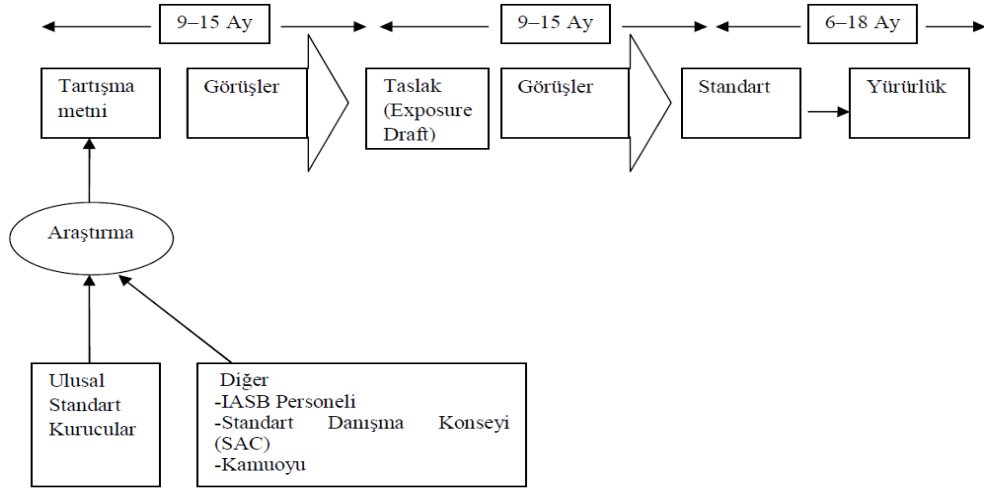 9–15 Ay
9–15 Ay
6–18 Ay
Tartışma
metni
Görüşler
Taslak
(Exposure
Draft)
Görüşler
Standart
Yürürlük
Araştırma
Ulusal
Standart
Kurucular
Diğer
-IASB Personeli
-Standart Danışma Konseyi
(SAC)
-Kamuoyu